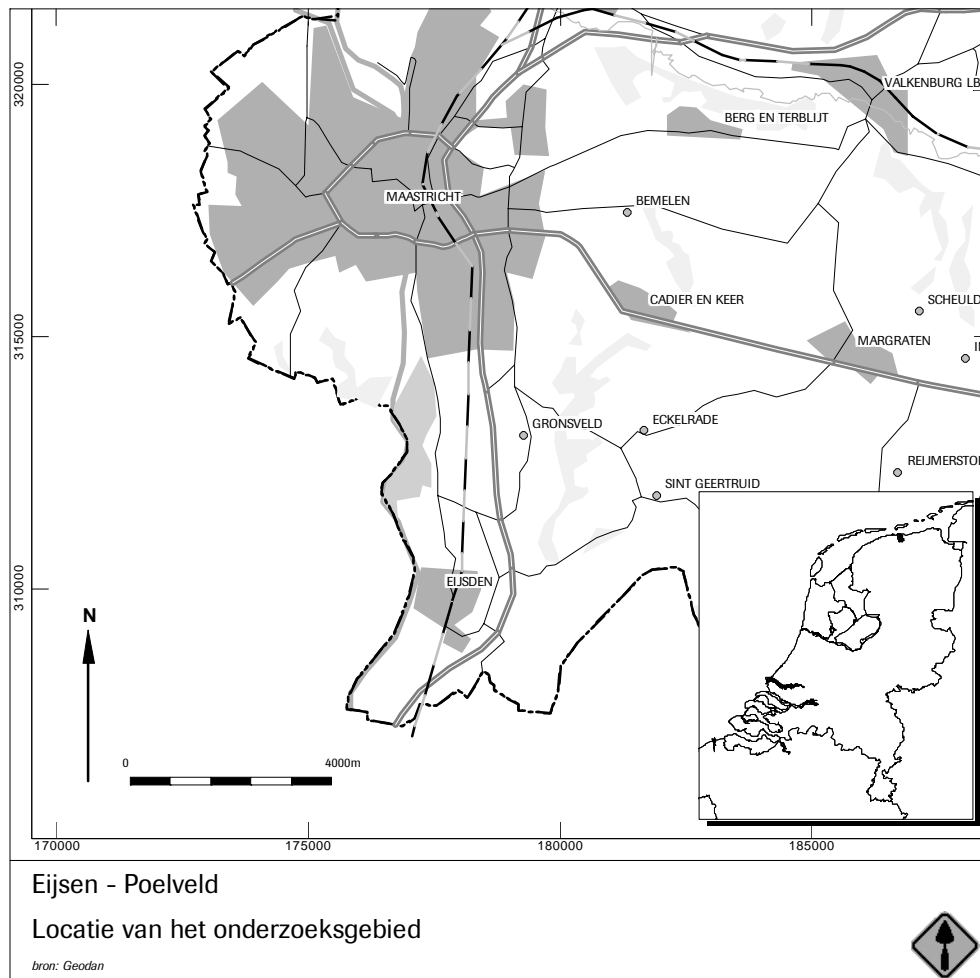 320000
VALKENBURG LB
BERG EN TERBLIJT
MAASTRICHT
BEMELEN
CADIER EN KEER
SCHEULD
315000
MARGRATEN
GRONSVELD
ECKELRADE
REIJMERSTO
SINT GEERTRUID
310000
EIJSDEN
N
0
4000m
170000
175000
180000
185000
Eijsen - Poelveld
Locatie van het onderzoeksgebied
bron: Geodan